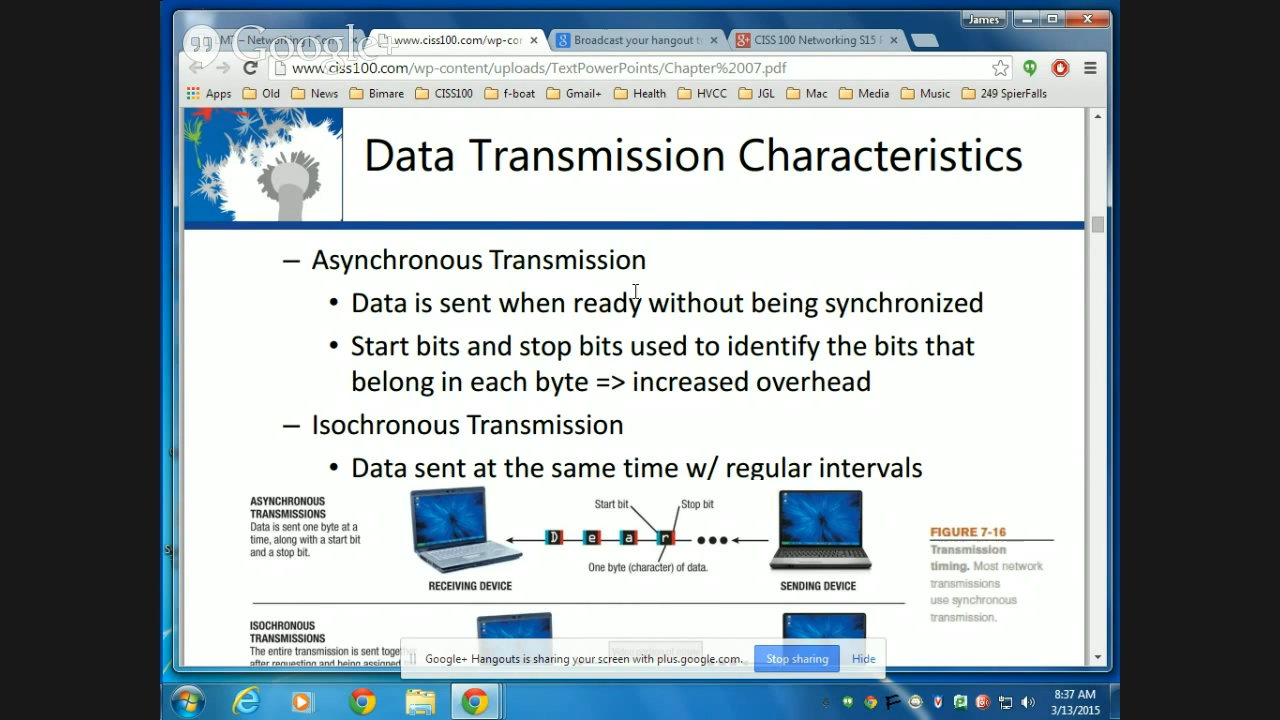 James
Google+
www.ciss100.com/wp-co
Broadcast your hangout t
CISS 100 Networking S15
www.ciss100.com/wp-content/uploads/TextPowerPoints/Chapter%2007.pdf
Apps Old News Bimare CISS100 f-boat Gmail+ Health HVCC JGL Mac Media Music 249 SpierFalls
Data Transmission Characteristics
– Asynchronous Transmission
• Data is sent when ready without being synchronized
• Start bits and stop bits used to identify the bits that
belong in each byte => increased overhead
– Isochronous Transmission
• Data sent at the same time w/ regular intervals
ASYNCHRONOUS
TRANSMISSIONS
Data is sent one byte at a
time, along with a start bit
and a stop bit.
Start bit
Stop bit
D e a r
One byte (character) of data.
RECEIVING DEVICE
SENDING DEVICE
FIGURE 7-16
Transmission
timing. Most network
transmissions
use synchronous
transmission.
ISOCHRONOUS
TRANSMISSIONS
The entire transmission is sent together
after requesting and being assigned
Google+ Hangouts is sharing your screen with plus.google.com.
Stop sharing
Hide
8:37 AM
3/13/2015